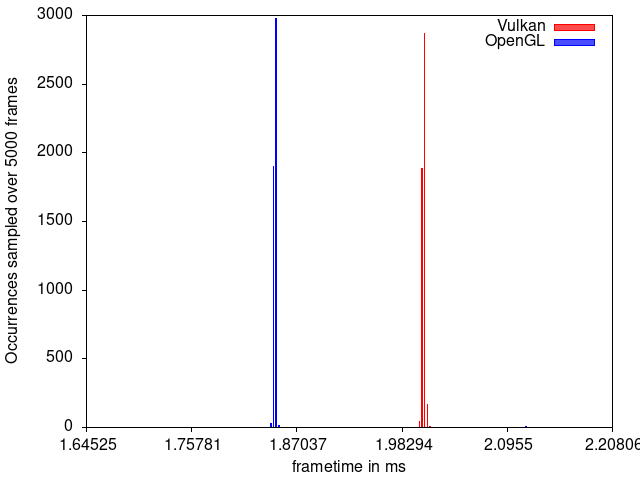 3000
Vulkan
OpenGL
2500
2000
1500
1000
500
0
Occurrences sampled over 5000 frames
1.64525 1.75781 1.87037 1.98294 2.0955 2.20806
frametime in ms